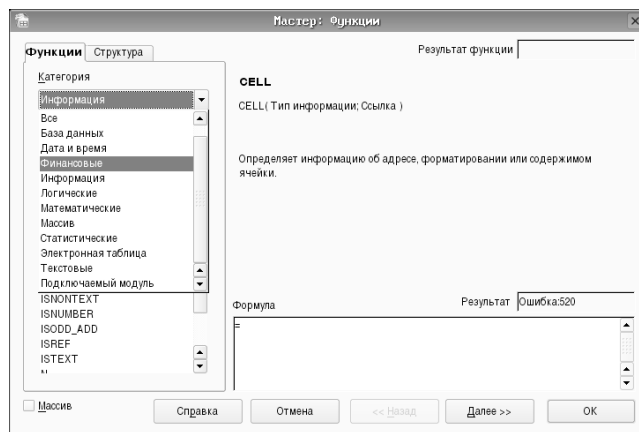 Мастер: Функции
Функции
Структура
Результат функции
Категория
Информация
Все
База данных
Дата и время
Финансовые
Информация
Логические
Математические
Массив
Статистические
Электронная таблица
Текстовые
Подключаемый модуль
ISNONTEXT
ISNUMBER
ISODD_ADD
ISREF
ISTEXT
N
CELL
CELL( Тип информации; Ссылка )
Определяет информацию об адресе, форматировании или содержимом
ячейки.
Формула
Результат
Ошибка:520
=
Массив
Справка
Отмена
<< Назад
Далее >>
OK